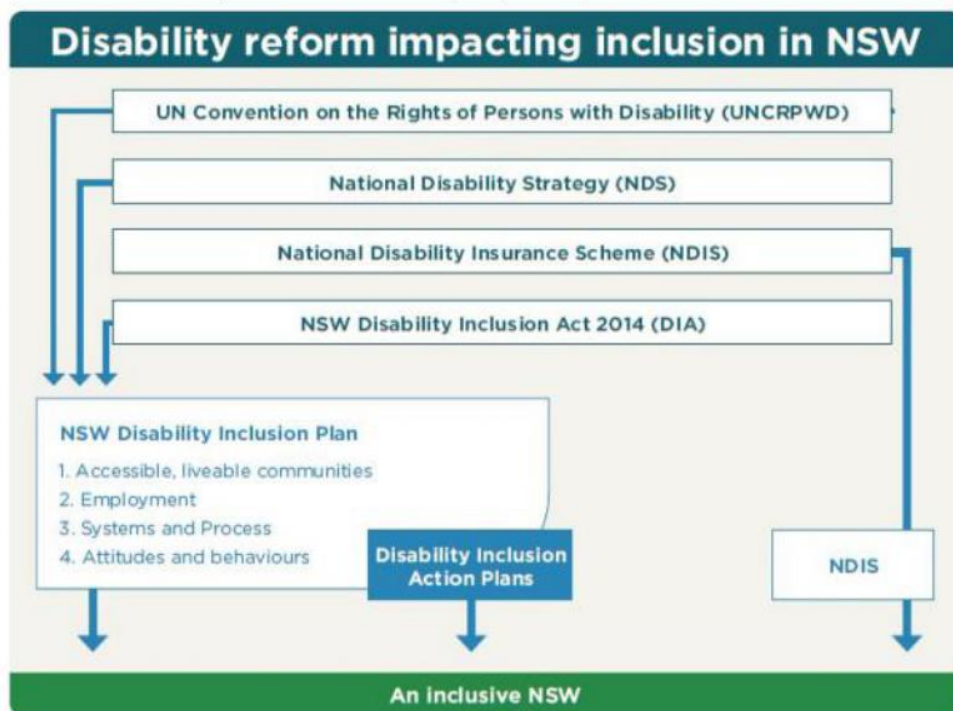 Disability reform impacting inclusion in NSW
UN Convention on the Rights of Persons with Disability (UNCRPWD)
National Disability Strategy (NDS)
National Disability Insurance Scheme (NDIS)
NSW Disability Inclusion Act 2014 (DIA)
NSW Disability Inclusion Plan
1. Accessible, liveable communities
2. Employment
3. Systems and Process
4. Attitudes and behaviours
Disability Inclusion
Action Plans
NDIS
An inclusive NSW